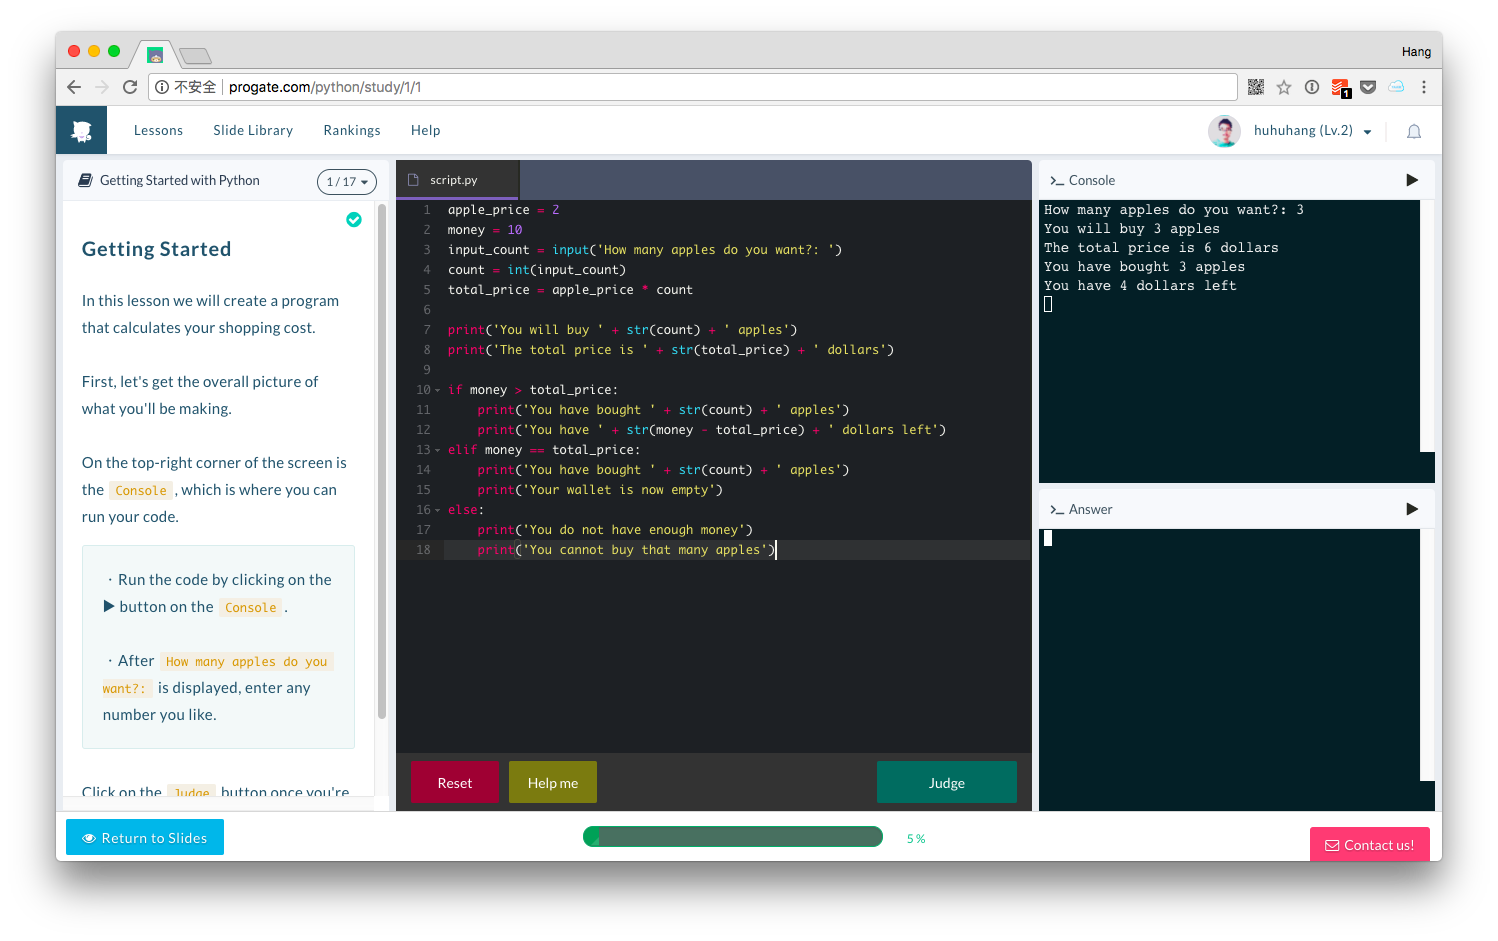 Hang
不安全 progate.com/python/study/1/1
1
Lessons Slide Library Rankings Help
huhuhang (Lv.2)
Getting Started with Python 1 / 17
Getting Started
In this lesson we will create a program
that calculates your shopping cost.
First, let's get the overall picture of
what you'll be making.
On the top-right corner of the screen is
the Console, which is where you can
run your code.
・Run the code by clicking on the
▶ button on the Console.
・After How many apples do you
want?: is displayed, enter any
number you like.
Click on the Judge button once you're
script.py
1 apple_price = 2
2 money = 10
3 input_count = input('How many apples do you want?: ')
4 count = int(input_count)
5 total_price = apple_price * count
6
7 print('You will buy ' + str(count) + ' apples')
8 print('The total price is ' + str(total_price) + ' dollars')
9
10 if money > total_price:
11     print('You have bought ' + str(count) + ' apples')
12     print('You have ' + str(money - total_price) + ' dollars left')
13 elif money == total_price:
14     print('You have bought ' + str(count) + ' apples')
15     print('Your wallet is now empty')
16 else:
17     print('You do not have enough money')
18     print('You cannot buy that many apples')
Reset Help me Judge
Console
How many apples do you want?: 3
You will buy 3 apples
The total price is 6 dollars
You have bought 3 apples
You have 4 dollars left
Answer
Return to Slides
5 %
Contact us!